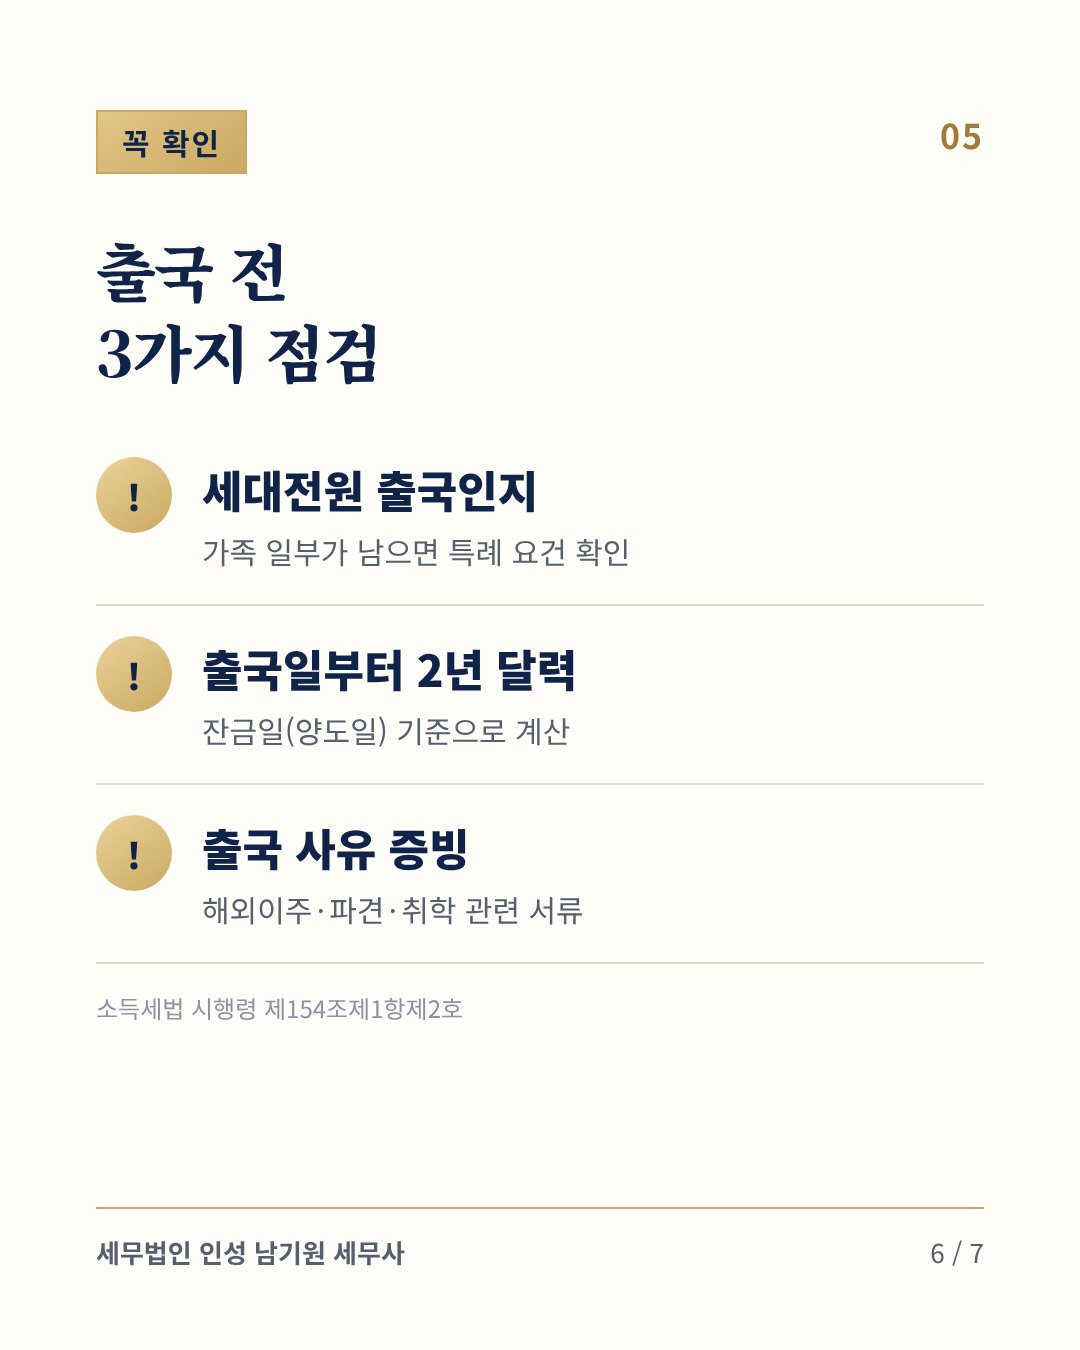 꼭 확인
05
출국 전
3가지 점검
!
세대전원 출국인지
가족 일부가 남으면 특례 요건 확인
!
출국일부터 2년 달력
잔금일(양도일) 기준으로 계산
!
출국 사유 증빙
해외이주·파견·취학 관련 서류
소득세법 시행령 제154조제1항제2호
세무법인 인성 남기원 세무사
6 / 7